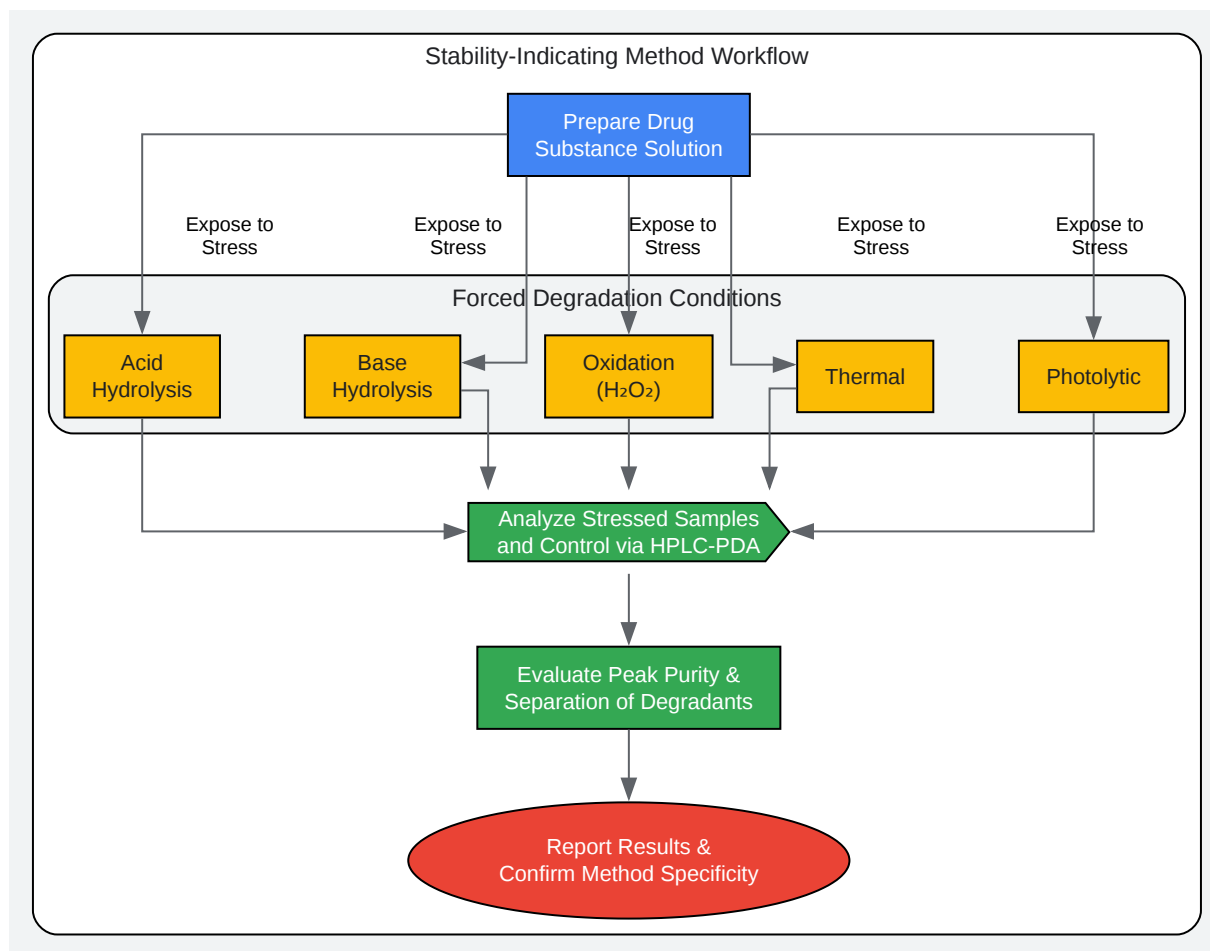 Stability-Indicating Method Workflow
Prepare Drug
Substance Solution
Expose to
Stress
Expose to
Stress
Expose to
Stress
Expose to
Stress
Expose to
Stress
Forced Degradation Conditions
Acid
Hydrolysis
Base
Hydrolysis
Oxidation
(H₂O₂)
Thermal
Photolytic
Analyze Stressed Samples
and Control via HPLC-PDA
Evaluate Peak Purity &
Separation of Degradants
Report Results &
Confirm Method Specificity